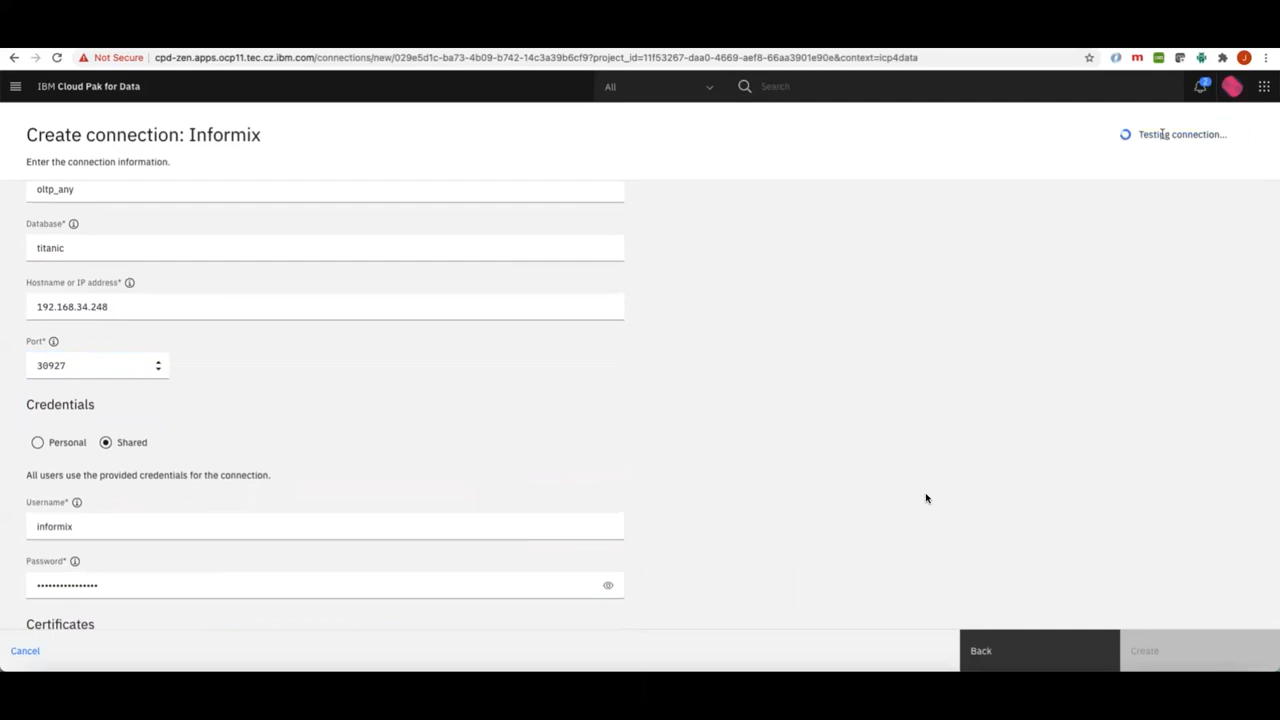 Not Secure cpd-zen.apps.ocp11.tec.cz.ibm.com/connections/new/029e5d1c-ba73-4b09-b742-14c3a39b6cf9?project_id=11f53267-daa0-4669-aef8-66aa3901e90e&context=icp4data
IBM Cloud Pak for Data All Search 2
Create connection: Informix
Testing connection...
Enter the connection information.
oltp_any
Database*
titanic
Hostname or IP address*
192.168.34.248
Port*
30927
Credentials
Personal Shared
All users use the provided credentials for the connection.
Username*
informix
Password*
••••••••••••••••
Certificates
Cancel Back Create